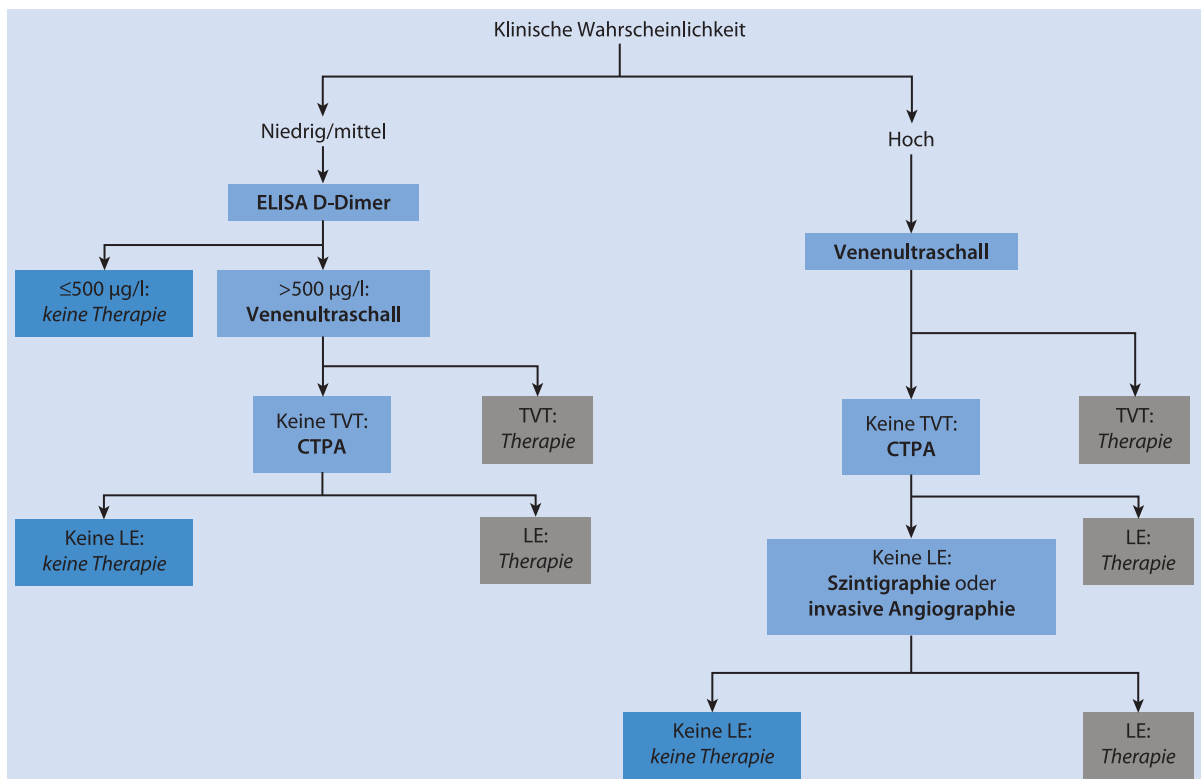 Klinische Wahrscheinlichkeit
Niedrig/mittel
Hoch
ELISA D-Dimer
Venenultraschall
≤500 µg/l:
keine Therapie
>500 µg/l:
Venenultraschall
Keine TVT:
CTPA
TVT:
Therapie
Keine TVT:
CTPA
TVT:
Therapie
Keine LE:
keine Therapie
LE:
Therapie
Keine LE:
Szintigraphie oder
invasive Angiographie
LE:
Therapie
Keine LE:
keine Therapie
LE:
Therapie